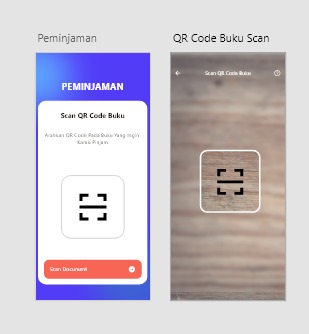 Peminjaman
QR Code Buku Scan
PEMINJAMAN
Scan QR Code Buku
Arahkan QR Code Pada Buku Yang Ingin
Kamu Pinjam
Scan Document
Scan QR Code Buku